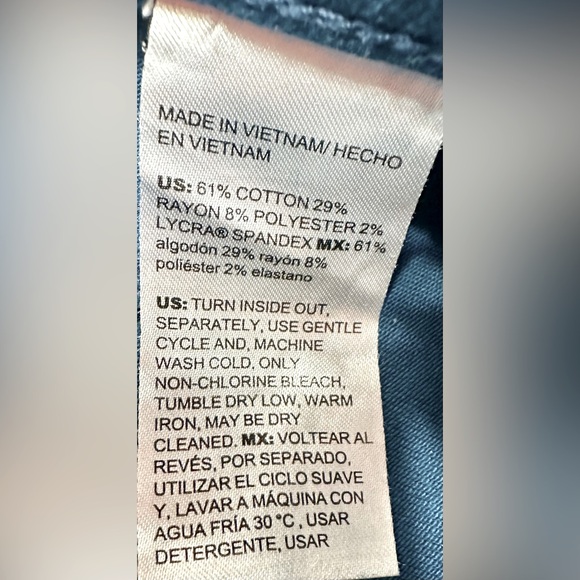 MADE IN VIETNAM/ HECHO
EN VIETNAM
US: 61% COTTON 29%
RAYON 8% POLYESTER 2%
LYCRA® SPANDEX MX: 61%
algodón 29% rayón 8%
poliéster 2% elastano
US: TURN INSIDE OUT,
SEPARATELY, USE GENTLE
CYCLE AND, MACHINE
WASH COLD, ONLY
NON-CHLORINE BLEACH,
TUMBLE DRY LOW, WARM
IRON, MAY BE DRY
CLEANED. MX: VOLTEAR AL
REVÉS, POR SEPARADO,
UTILIZAR EL CICLO SUAVE
Y, LAVAR A MÁQUINA CON
AGUA FRÍA 30 °C , USAR
DETERGENTE, USAR